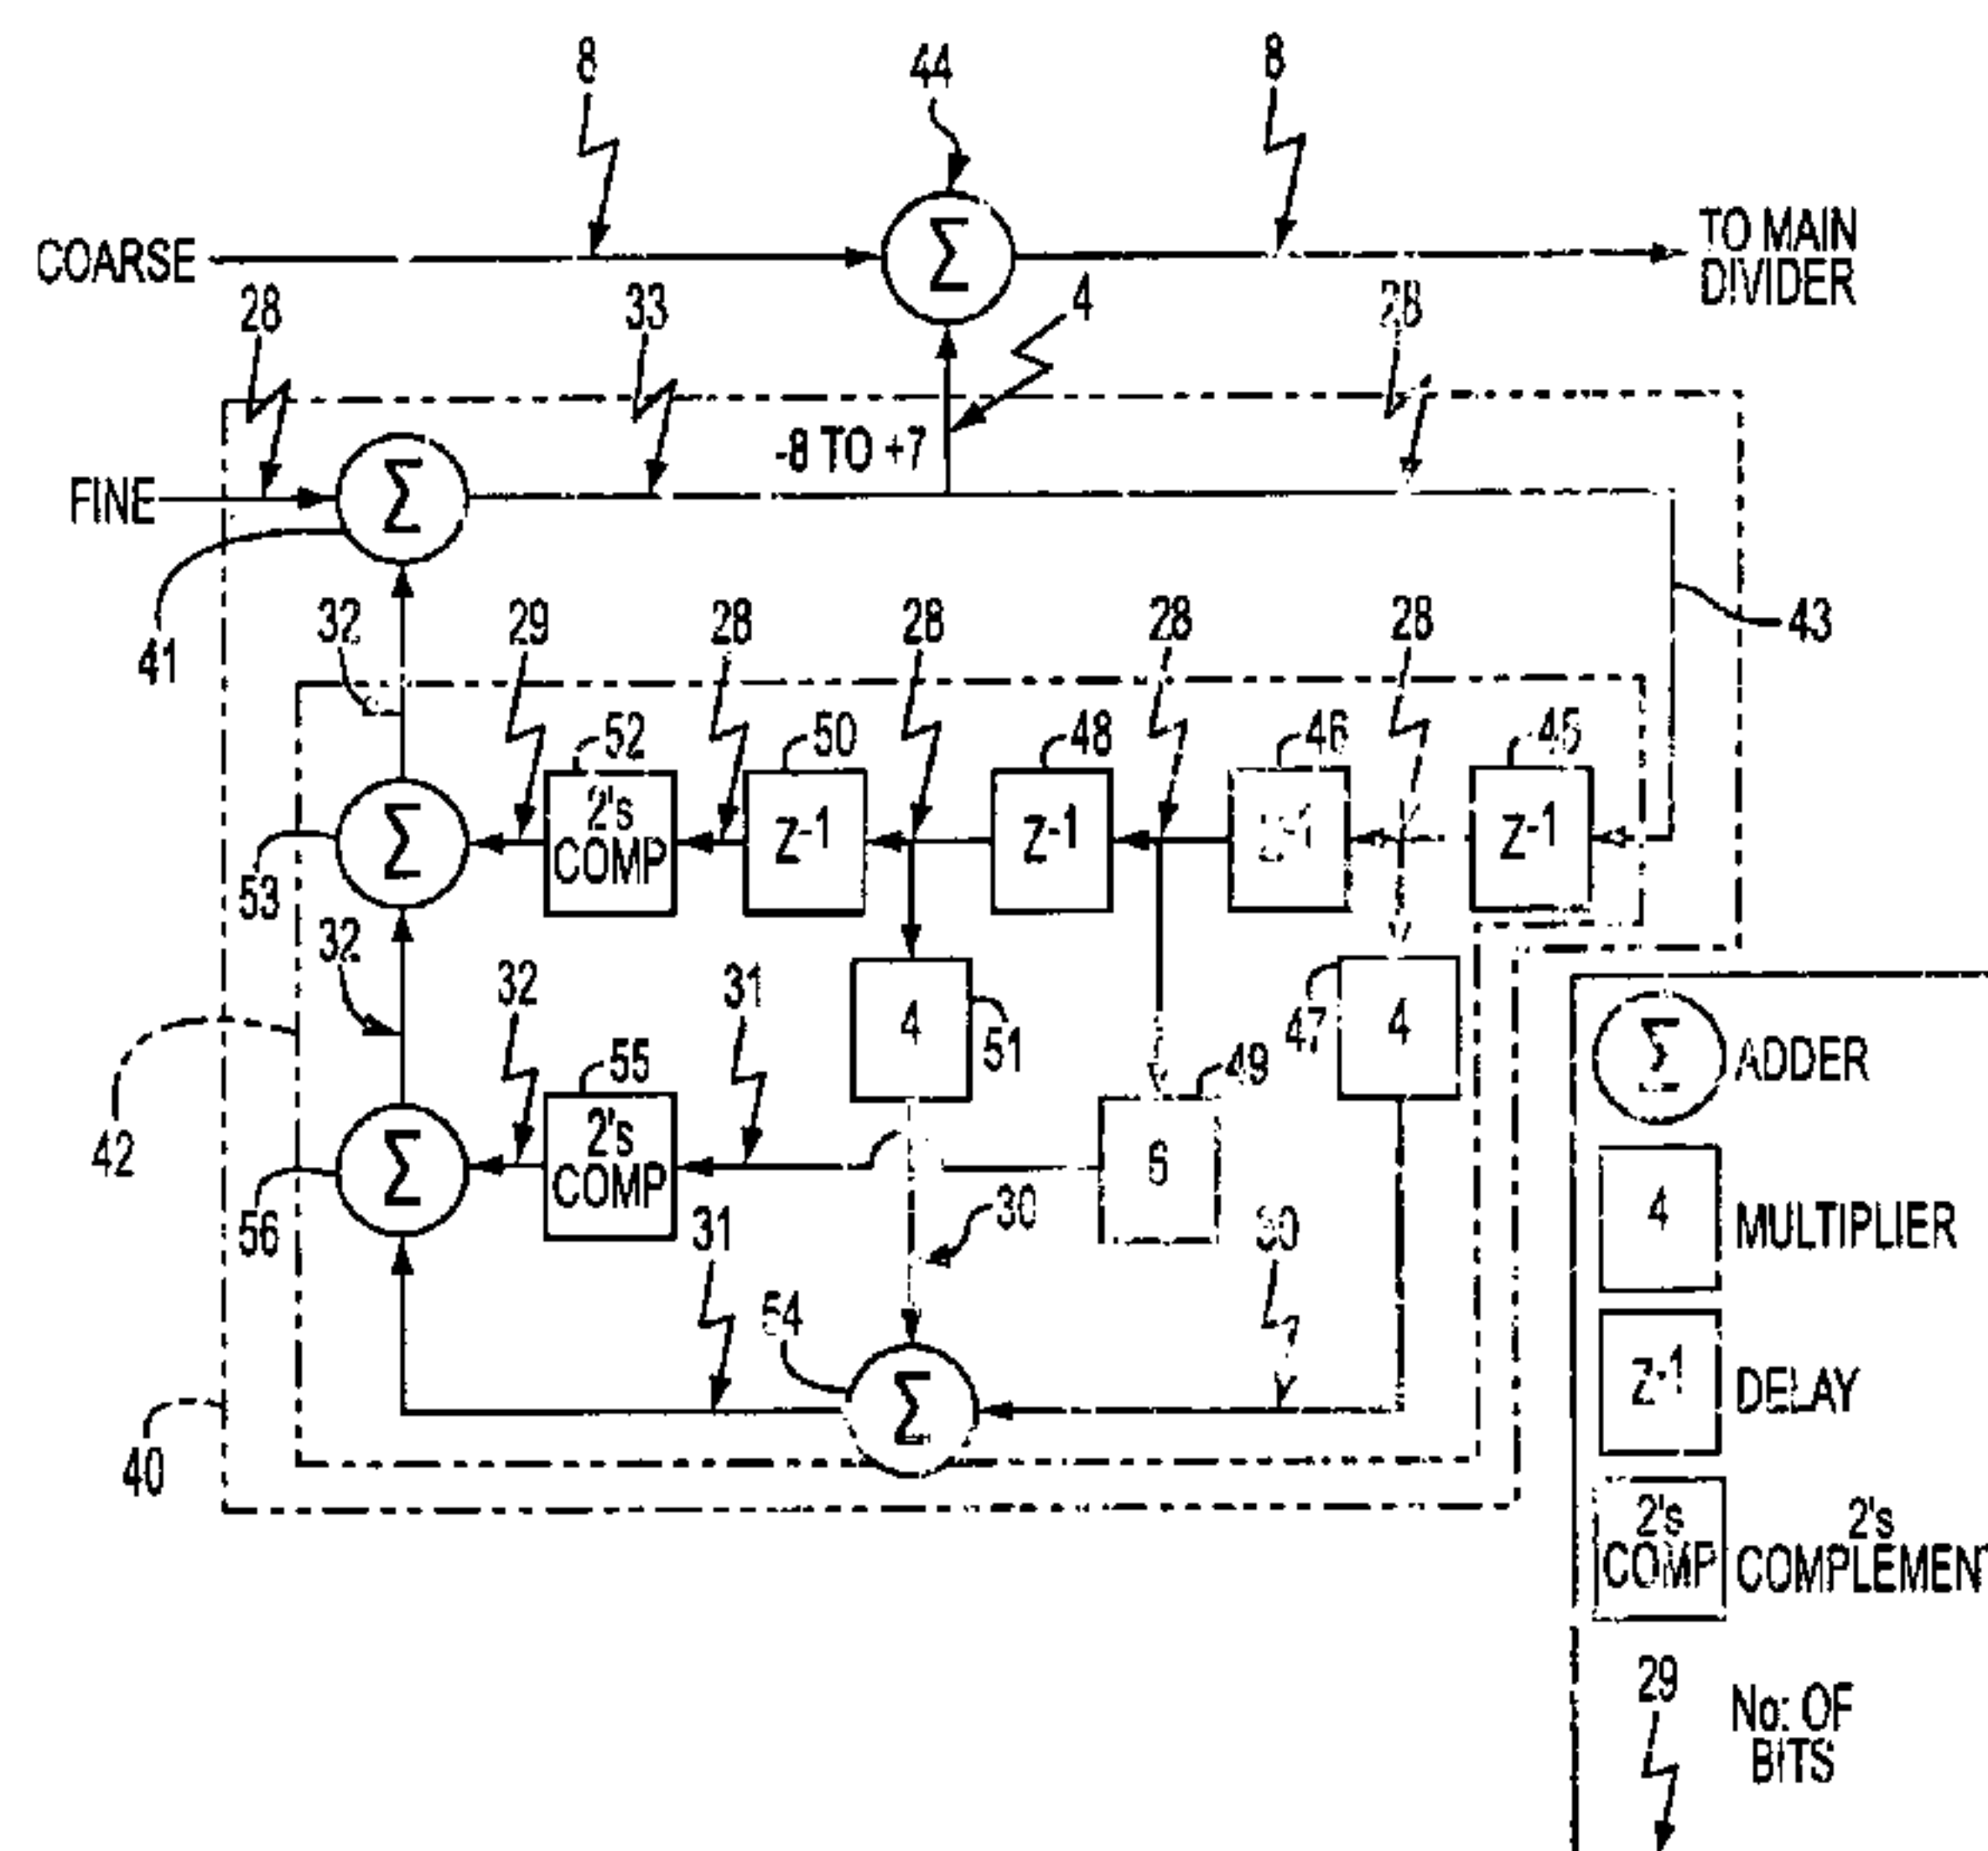 8
44
8
COARSE
Σ
TO MAIN
DIVIDER
28
33
4
28
-8 TO +7
FINE
Σ
41
32
29
28
28
28
28
43
52
50
48
46
45
Σ
2's
COMP
Z-1
Z-1
Z-1
Z-1
53
32
32
31
4
51
49
47
4
Σ
ADDER
42
55
56
Σ
2's
COMP
6
30
30
31
4
MULTIPLIER
54
Σ
Z-1
DELAY
40
2's
COMP
2's
COMPLEMENT
29
No: OF
BITS